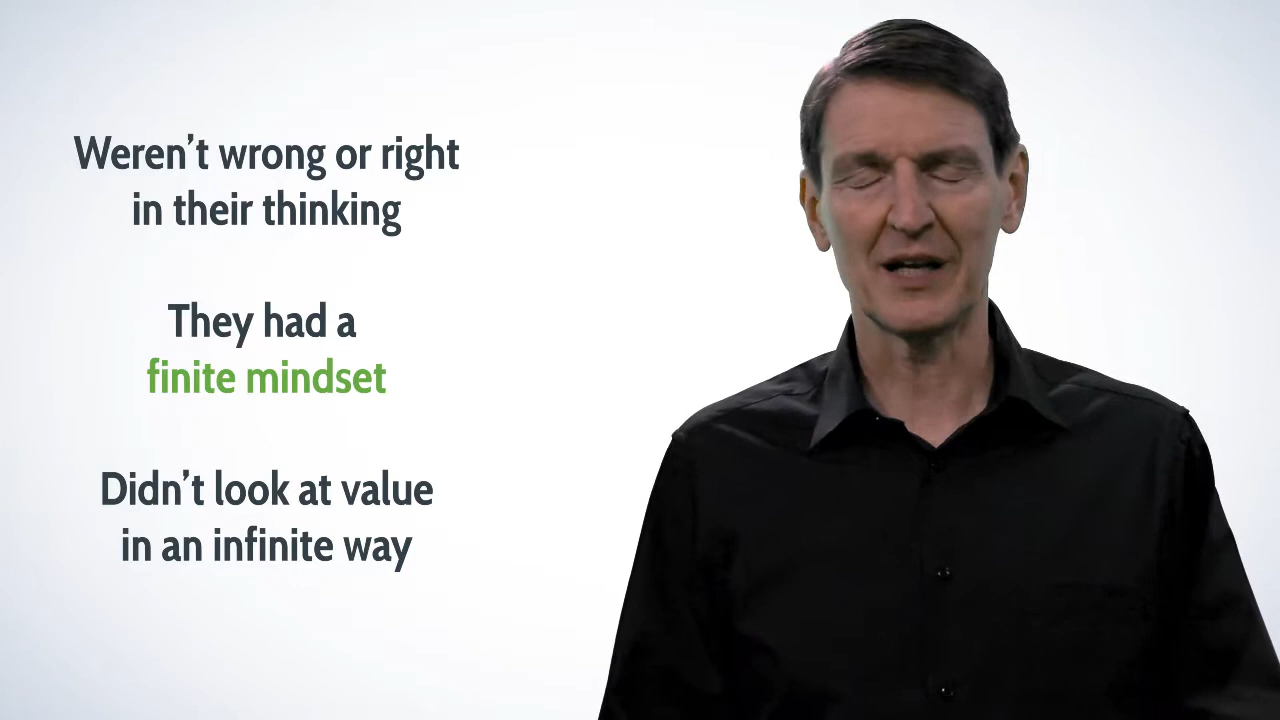 Weren’t wrong or right
in their thinking
They had a
finite mindset
Didn’t look at value
in an infinite way